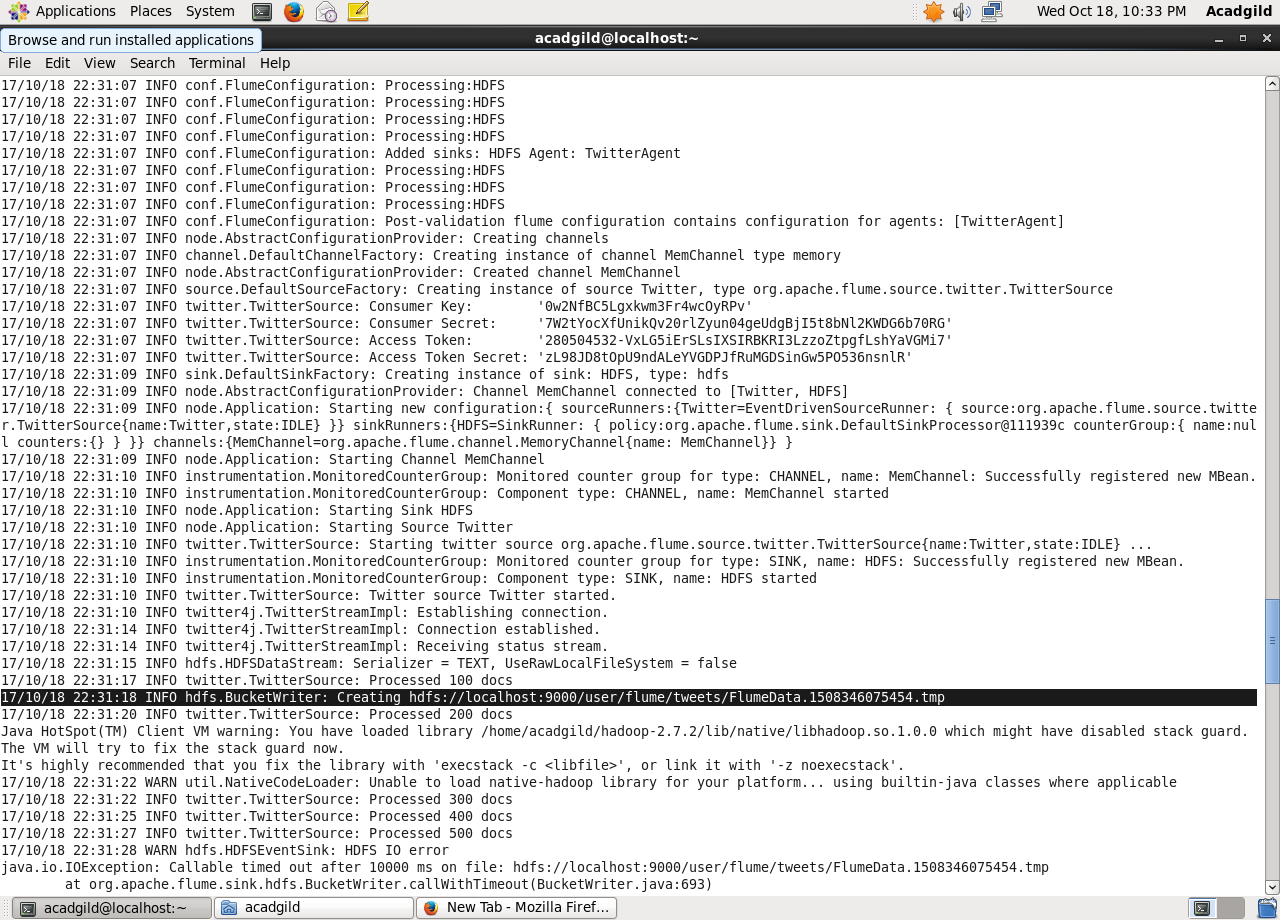 Applications Places System Wed Oct 18, 10:33 PM Acadgild
Browse and run installed applications acadgild@localhost:~
File Edit View Search Terminal Help
17/10/18 22:31:07 INFO conf.FlumeConfiguration: Processing:HDFS
17/10/18 22:31:07 INFO conf.FlumeConfiguration: Processing:HDFS
17/10/18 22:31:07 INFO conf.FlumeConfiguration: Processing:HDFS
17/10/18 22:31:07 INFO conf.FlumeConfiguration: Processing:HDFS
17/10/18 22:31:07 INFO conf.FlumeConfiguration: Added sinks: HDFS Agent: TwitterAgent
17/10/18 22:31:07 INFO conf.FlumeConfiguration: Processing:HDFS
17/10/18 22:31:07 INFO conf.FlumeConfiguration: Processing:HDFS
17/10/18 22:31:07 INFO conf.FlumeConfiguration: Processing:HDFS
17/10/18 22:31:07 INFO conf.FlumeConfiguration: Post-validation flume configuration contains configuration for agents: [TwitterAgent]
17/10/18 22:31:07 INFO node.AbstractConfigurationProvider: Creating channels
17/10/18 22:31:07 INFO channel.DefaultChannelFactory: Creating instance of channel MemChannel type memory
17/10/18 22:31:07 INFO node.AbstractConfigurationProvider: Created channel MemChannel
17/10/18 22:31:07 INFO source.DefaultSourceFactory: Creating instance of source Twitter, type org.apache.flume.source.twitter.TwitterSource
17/10/18 22:31:07 INFO twitter.TwitterSource: Consumer Key: '0w2NfBC5Lgxkwm3Fr4wcOyRPv'
17/10/18 22:31:07 INFO twitter.TwitterSource: Consumer Secret: '7W2tYocXfUnikQv20rlZyun04geUdgBjI5t8bNl2KWDG6b70RG'
17/10/18 22:31:07 INFO twitter.TwitterSource: Access Token: '280504532-VxLG5iErSLsIXSIRBKRI3LzzoZtpgfLshYaVGMi7'
17/10/18 22:31:07 INFO twitter.TwitterSource: Access Token Secret: 'zL98JD8tOpU9ndALeYVGDPJfRuMGDSinGw5PO536nsnlR'
17/10/18 22:31:09 INFO sink.DefaultSinkFactory: Creating instance of sink: HDFS, type: hdfs
17/10/18 22:31:09 INFO node.AbstractConfigurationProvider: Channel MemChannel connected to [Twitter, HDFS]
17/10/18 22:31:09 INFO node.Application: Starting new configuration:{ sourceRunners:{Twitter=EventDrivenSourceRunner: { source:org.apache.flume.source.twitte
r.TwitterSource{name:Twitter,state:IDLE} }} sinkRunners:{HDFS=SinkRunner: { policy:org.apache.flume.sink.DefaultSinkProcessor@111939c counterGroup:{ name:nul
l counters:{} } }} channels:{MemChannel=org.apache.flume.channel.MemoryChannel{name: MemChannel}} }
17/10/18 22:31:09 INFO node.Application: Starting Channel MemChannel
17/10/18 22:31:10 INFO instrumentation.MonitoredCounterGroup: Monitored counter group for type: CHANNEL, name: MemChannel: Successfully registered new MBean.
17/10/18 22:31:10 INFO instrumentation.MonitoredCounterGroup: Component type: CHANNEL, name: MemChannel started
17/10/18 22:31:10 INFO node.Application: Starting Sink HDFS
17/10/18 22:31:10 INFO node.Application: Starting Source Twitter
17/10/18 22:31:10 INFO twitter.TwitterSource: Starting twitter source org.apache.flume.source.twitter.TwitterSource{name:Twitter,state:IDLE} ...
17/10/18 22:31:10 INFO instrumentation.MonitoredCounterGroup: Monitored counter group for type: SINK, name: HDFS: Successfully registered new MBean.
17/10/18 22:31:10 INFO instrumentation.MonitoredCounterGroup: Component type: SINK, name: HDFS started
17/10/18 22:31:10 INFO twitter.TwitterSource: Twitter source Twitter started.
17/10/18 22:31:10 INFO twitter4j.TwitterStreamImpl: Establishing connection.
17/10/18 22:31:14 INFO twitter4j.TwitterStreamImpl: Connection established.
17/10/18 22:31:14 INFO twitter4j.TwitterStreamImpl: Receiving status stream.
17/10/18 22:31:15 INFO hdfs.HDFSDataStream: Serializer = TEXT, UseRawLocalFileSystem = false
17/10/18 22:31:17 INFO twitter.TwitterSource: Processed 100 docs
17/10/18 22:31:18 INFO hdfs.BucketWriter: Creating hdfs://localhost:9000/user/flume/tweets/FlumeData.1508346075454.tmp
17/10/18 22:31:20 INFO twitter.TwitterSource: Processed 200 docs
Java HotSpot(TM) Client VM warning: You have loaded library /home/acadgild/hadoop-2.7.2/lib/native/libhadoop.so.1.0.0 which might have disabled stack guard.
The VM will try to fix the stack guard now.
It's highly recommended that you fix the library with 'execstack -c <libfile>', or link it with '-z noexecstack'.
17/10/18 22:31:22 WARN util.NativeCodeLoader: Unable to load native-hadoop library for your platform... using builtin-java classes where applicable
17/10/18 22:31:22 INFO twitter.TwitterSource: Processed 300 docs
17/10/18 22:31:25 INFO twitter.TwitterSource: Processed 400 docs
17/10/18 22:31:27 INFO twitter.TwitterSource: Processed 500 docs
17/10/18 22:31:28 WARN hdfs.HDFSEventSink: HDFS IO error
java.io.IOException: Callable timed out after 10000 ms on file: hdfs://localhost:9000/user/flume/tweets/FlumeData.1508346075454.tmp
at org.apache.flume.sink.hdfs.BucketWriter.callWithTimeout(BucketWriter.java:693)
acadgild@localhost:~ acadgild New Tab - Mozilla Firef...